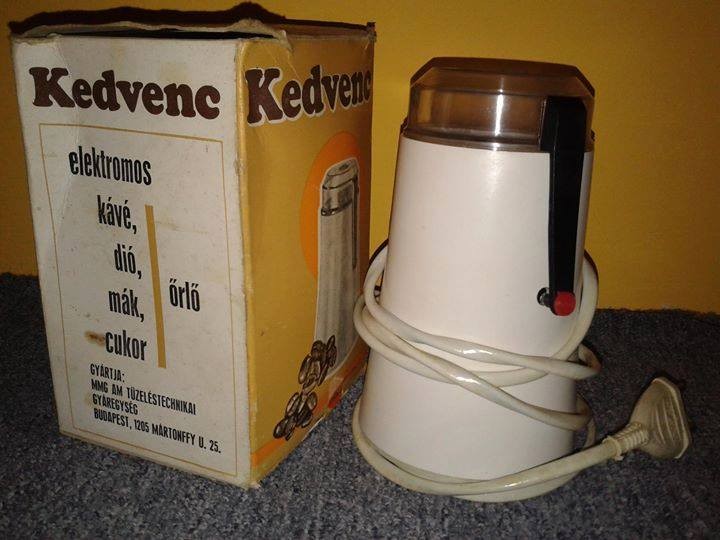 Kedvenc
elektromos
kávé,
dió,
mák,
cukor
őrlő
GYÁRTJA:
MMG AM TÜZELÉSTECHNIKAI
GYÁREGYSÉG
BUDAPEST, 1205 MÁRTONFFY U. 25.
Kedvenc